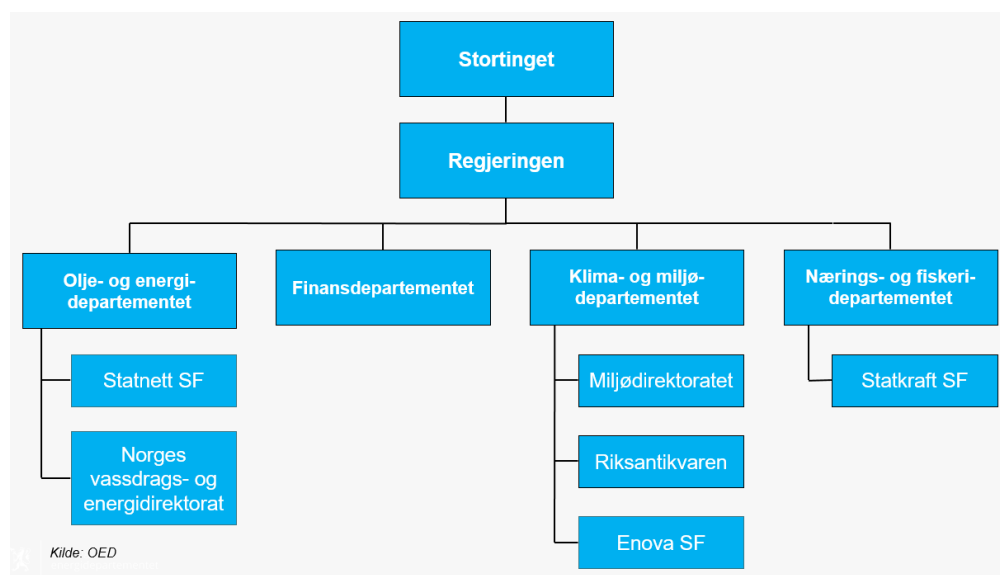 Stortinget
Regjeringen
Olje- og energi-
departementet
Finansdepartementet
Klima- og miljø-
departementet
Nærings- og fiskeri-
departementet
Statnett SF
Miljødirektoratet
Statkraft SF
Norges
vassdrags- og
energidirektorat
Riksantikvaren
Enova SF
Kilde: OED